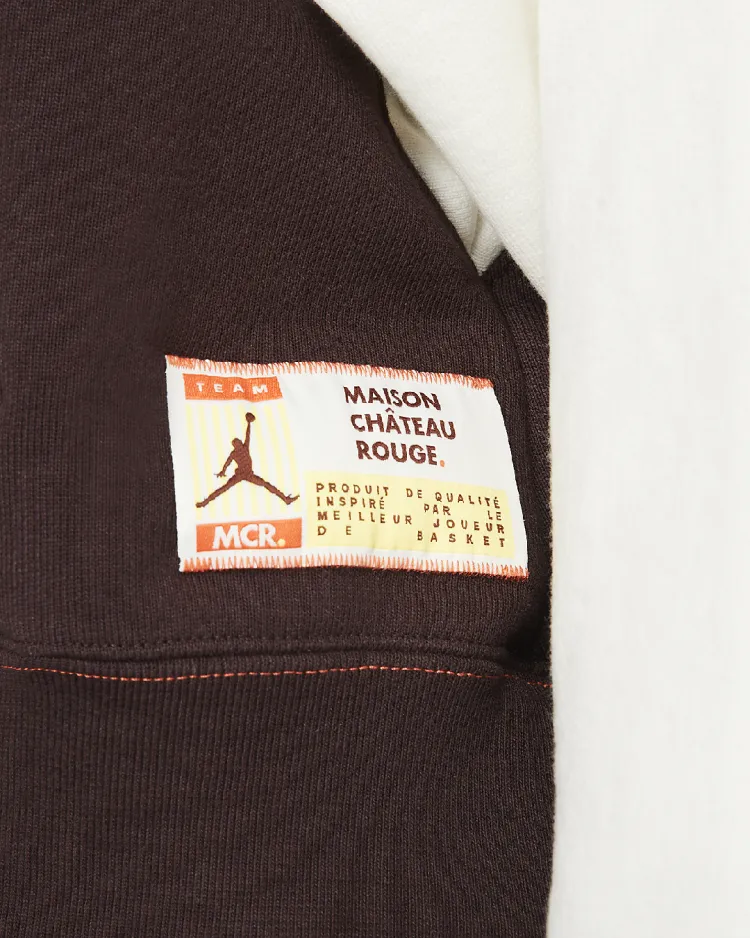 TEAM
MCR.
MAISON
CHÂTEAU
ROUGE.
PRODUIT DE QUALITÉ
INSPIRÉ PAR LE
MEILLEUR JOUEUR
DE BASKET